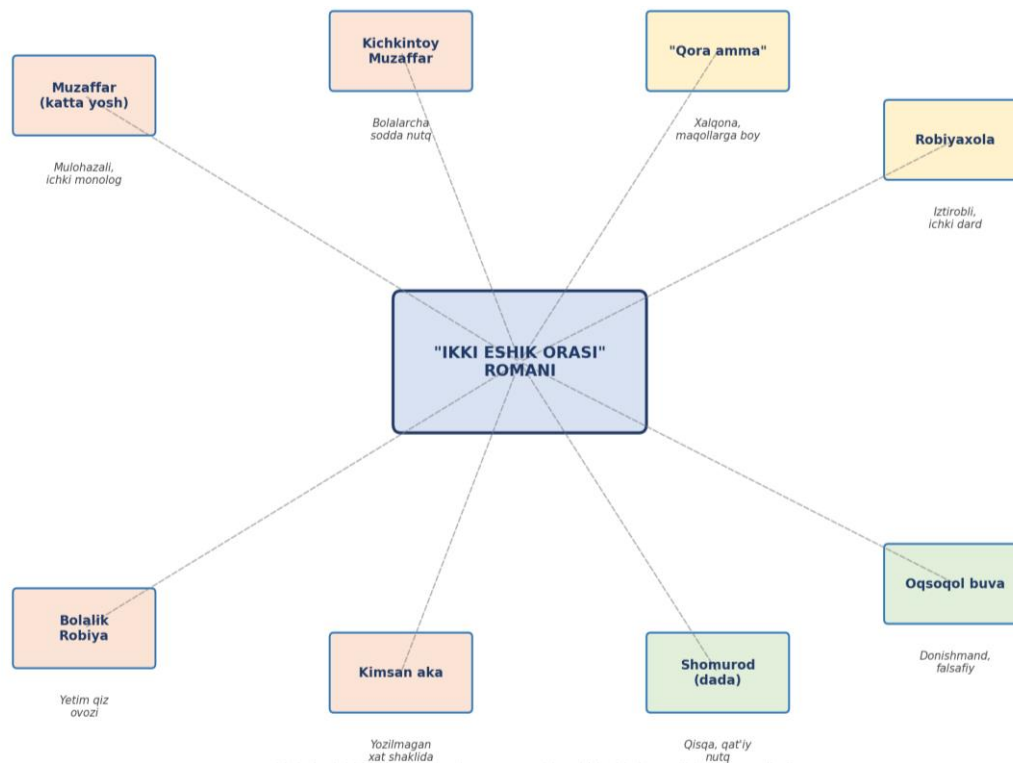 Kichkintoy
Muzaffar
"Qora amma"
Muzaffar
(katta yosh)
Bolalarcha
sodda nutq
Xalqona,
maqollarga boy
Robiyaxola
Mulohazali,
ichki monolog
Iztirobli,
ichki dard
"IKKI ESHIK ORASI"
ROMANI
Oqsoqol buva
Bolalik
Robiya
Kimsan aka
Shomurod
(dada)
Donishmand,
falsafiy
Yetim qiz
ovozi
Yozilmagan
xat shaklida
Qisqa, qat'iy
nutq